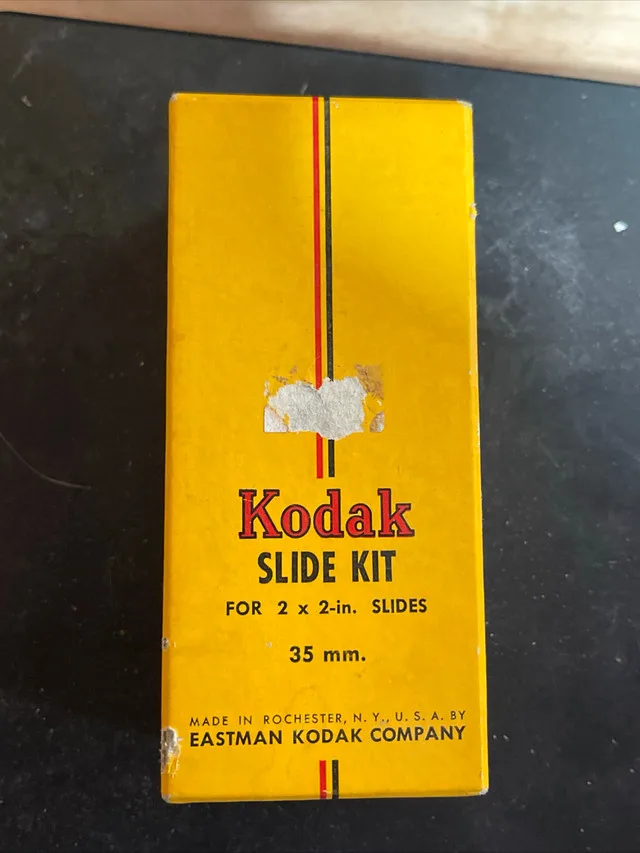 Kodak
SLIDE KIT
FOR 2 x 2-in. SLIDES
35 mm.
MADE IN ROCHESTER, N. Y., U. S. A. BY
EASTMAN KODAK COMPANY